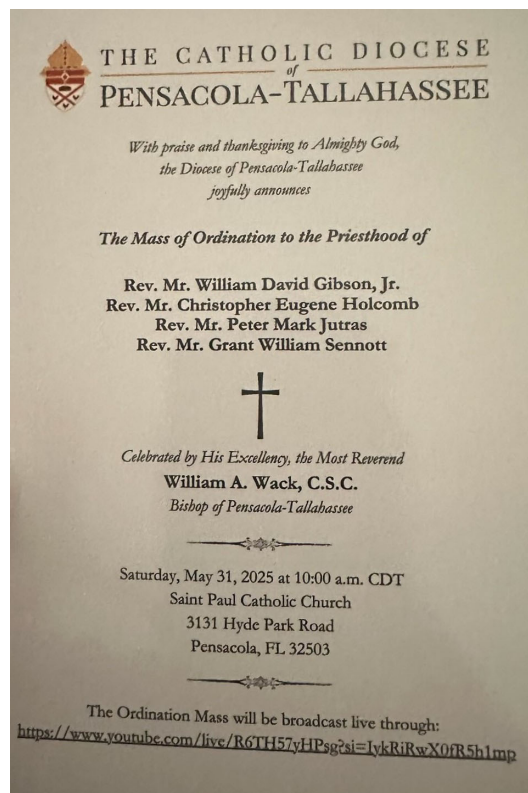 THE CATHOLIC DIOCESE
of
PENSACOLA-TALLAHASSEE
With praise and thanksgiving to Almighty God,
the Diocese of Pensacola-Tallahassee
joyfully announces
The Mass of Ordination to the Priesthood of
Rev. Mr. William David Gibson, Jr.
Rev. Mr. Christopher Eugene Holcomb
Rev. Mr. Peter Mark Jutras
Rev. Mr. Grant William Sennott
Celebrated by His Excellency, the Most Reverend
William A. Wack, C.S.C.
Bishop of Pensacola-Tallahassee
Saturday, May 31, 2025 at 10:00 a.m. CDT
Saint Paul Catholic Church
3131 Hyde Park Road
Pensacola, FL 32503
The Ordination Mass will be broadcast live through:
https://www.youtube.com/live/R6TH57yHPsg?si=IykRiRwX0fR5h1mp